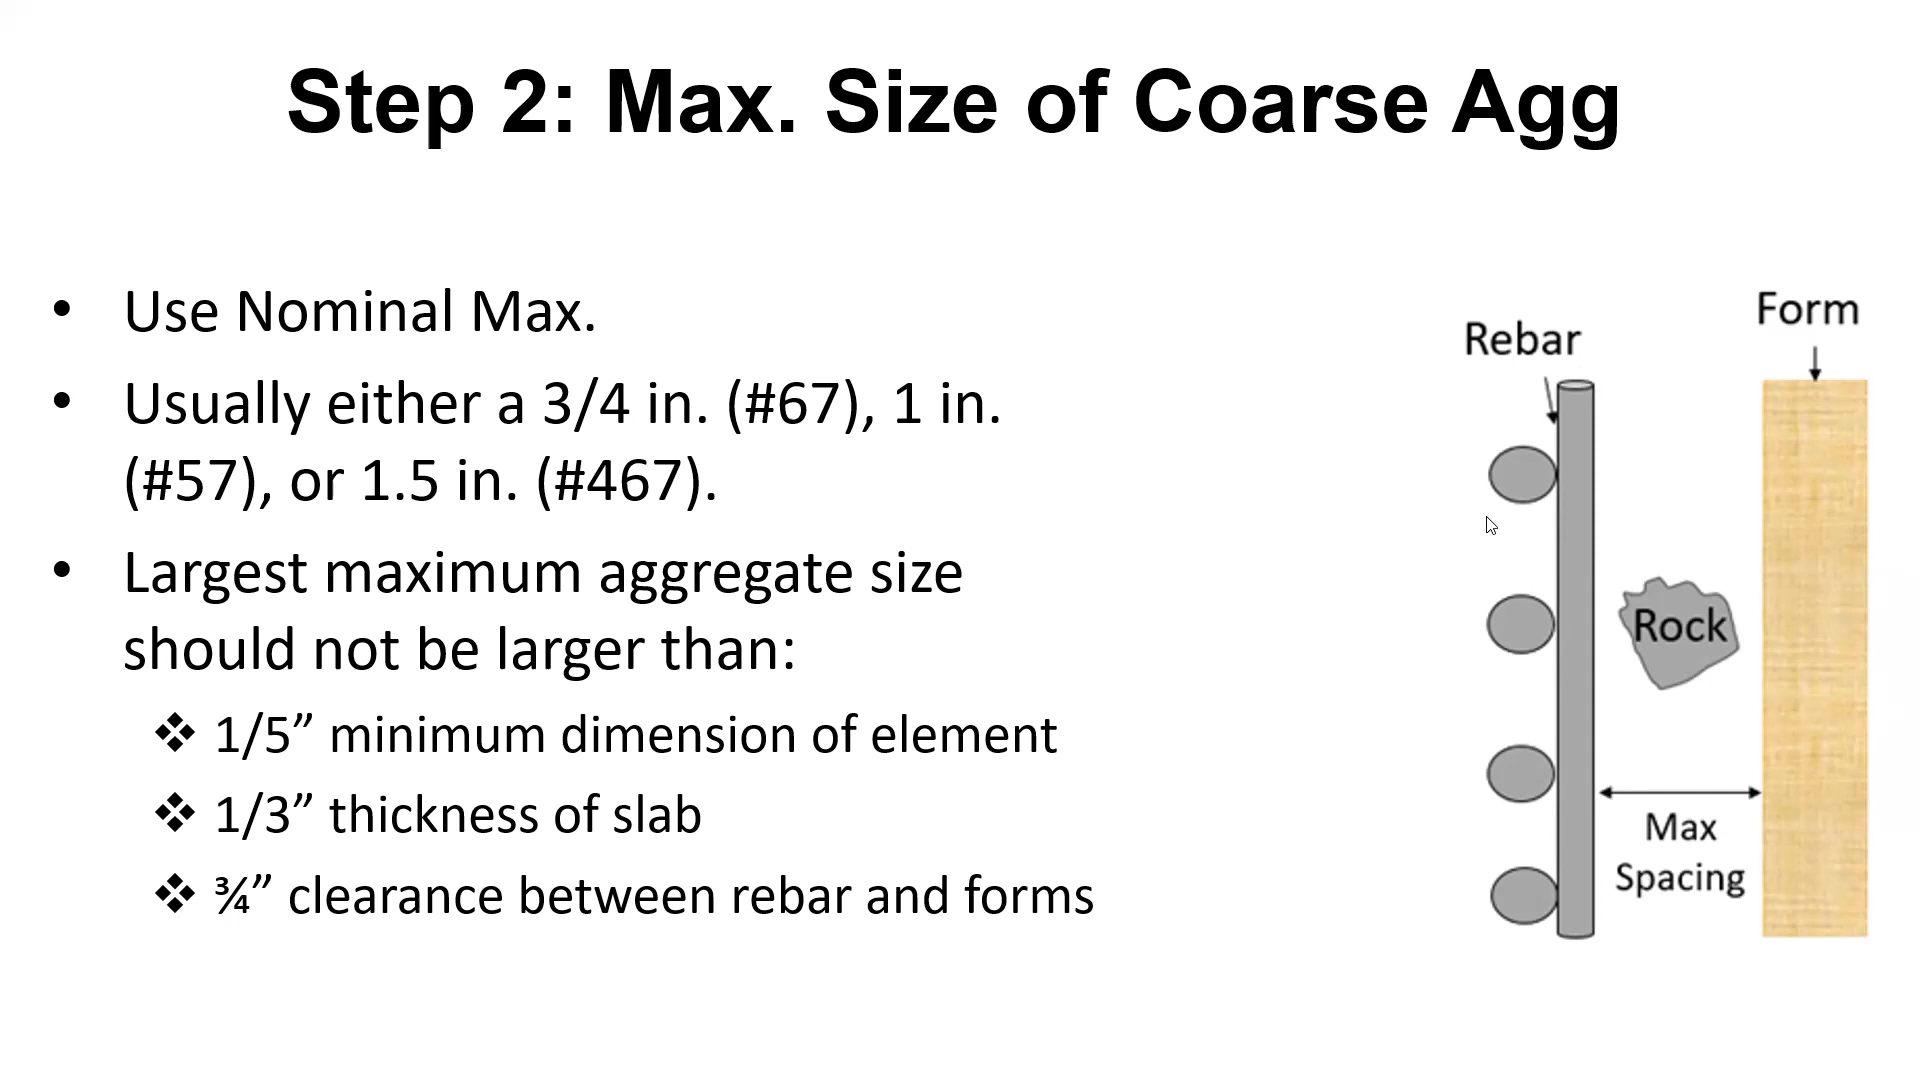 Step 2: Max. Size of Coarse Agg
• Use Nominal Max.
• Usually either a 3/4 in. (#67), 1 in.
(#57), or 1.5 in. (#467).
• Largest maximum aggregate size
should not be larger than:
❖ 1/5” minimum dimension of element
❖ 1/3” thickness of slab
❖ ¾” clearance between rebar and forms
Form
Rebar
Rock
Max
Spacing